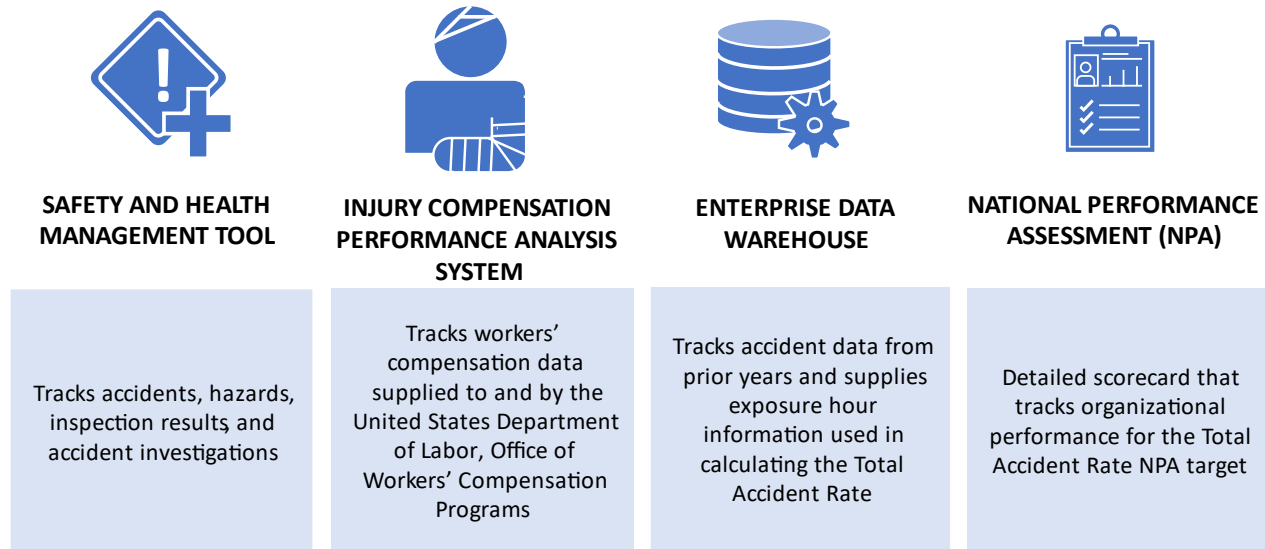 SAFETY AND HEALTH
MANAGEMENT TOOL
Tracks accidents, hazards,
inspection results, and
accident investigations
INJURY COMPENSATION
PERFORMANCE ANALYSIS
SYSTEM
Tracks workers’
compensation data
supplied to and by the
United States Department
of Labor, Office of
Workers’ Compensation
Programs
ENTERPRISE DATA
WAREHOUSE
Tracks accident data from
prior years and supplies
exposure hour
information used in
calculating the Total
Accident Rate
NATIONAL PERFORMANCE
ASSESSMENT (NPA)
Detailed scorecard that
tracks organizational
performance for the Total
Accident Rate NPA target